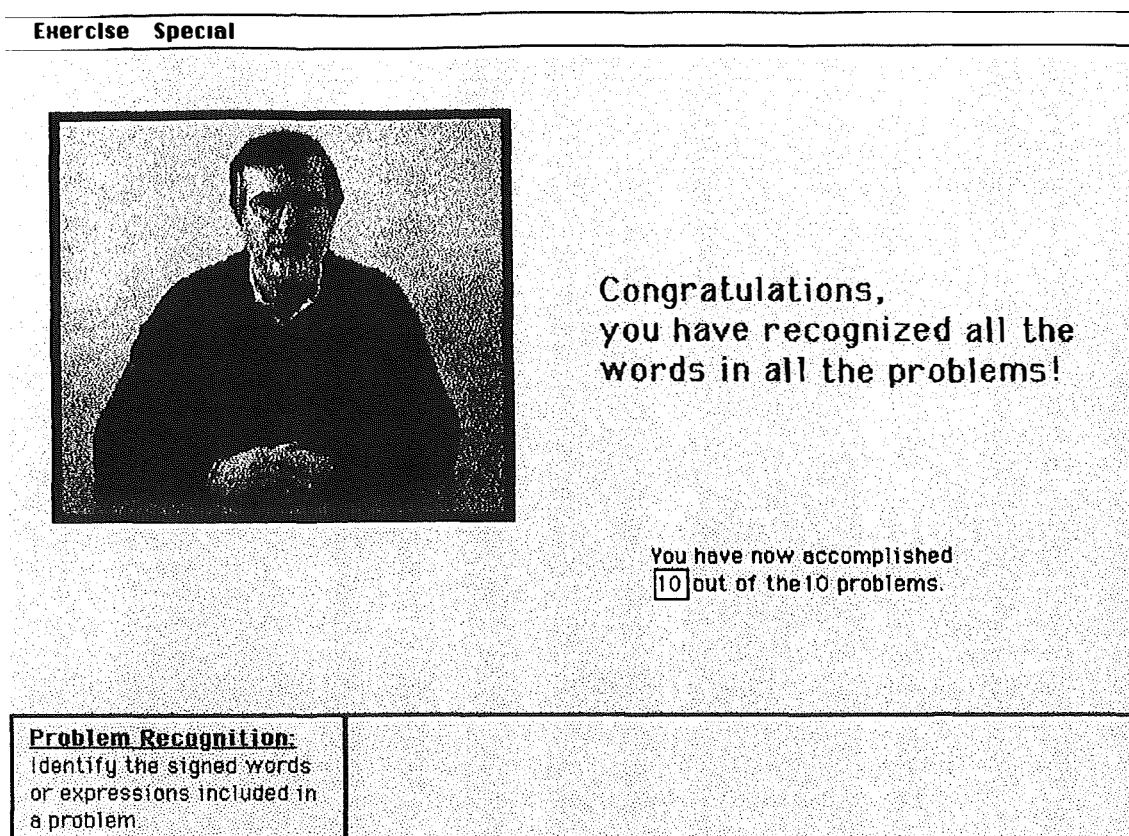 Exercise Special
Congratulations,
you have recognized all the
words in all the problems!
You have now accomplished
10 out of the 10 problems.
Problem Recognition:
Identify the signed words
or expressions included in
a problem.